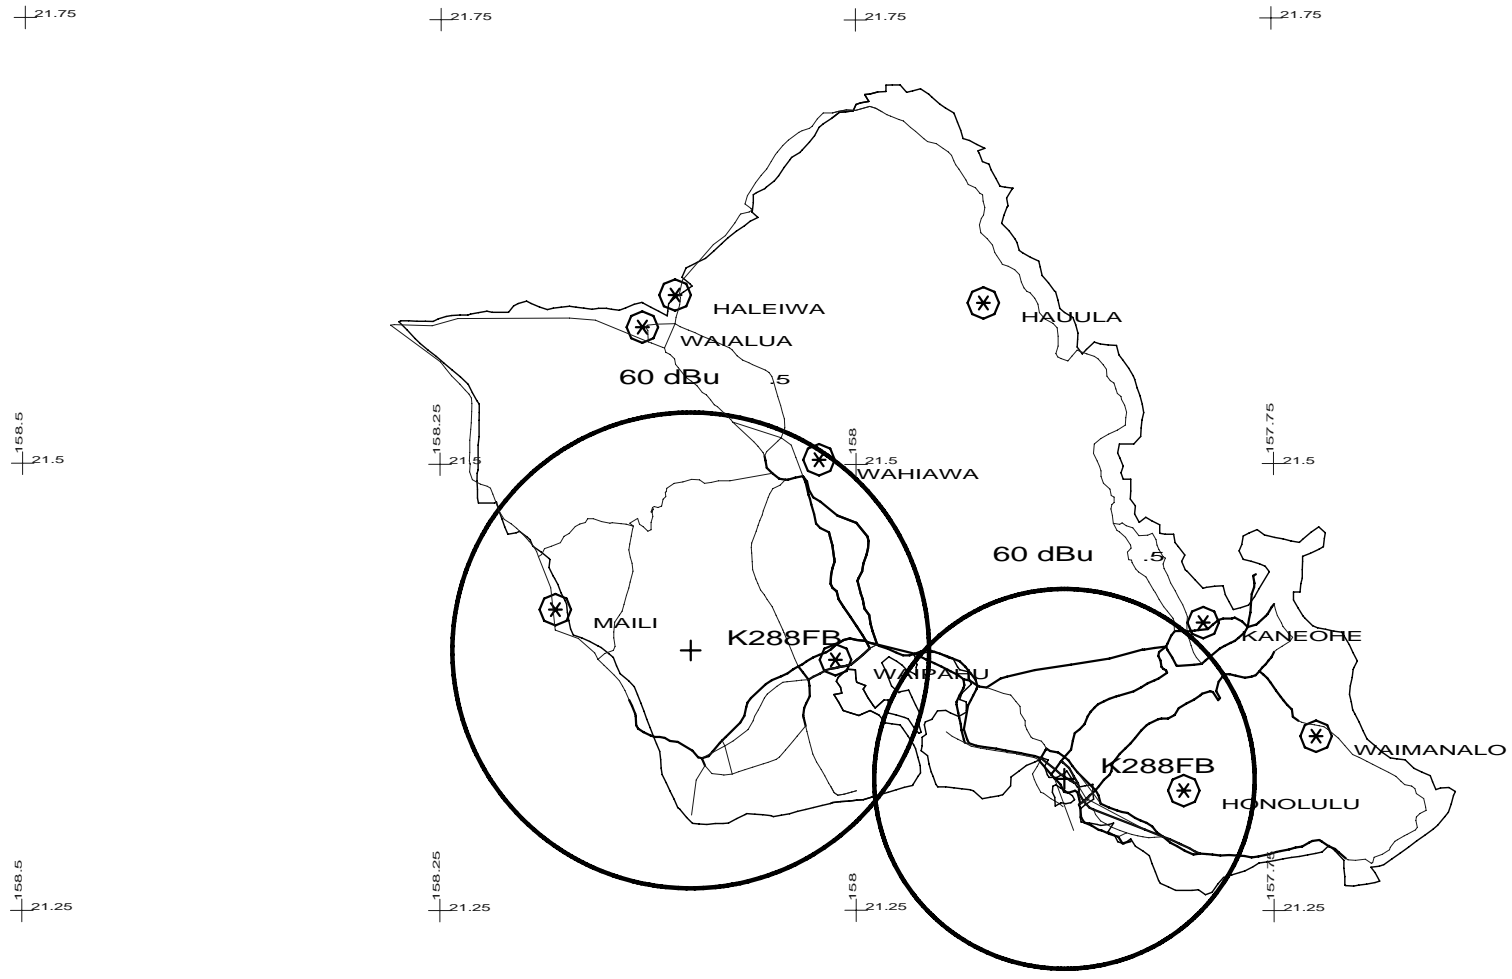 21.75
21.75
21.75
21.75
HALEIWA
HAUULA
WAIALUA
60 dBu .5
158.5
158.25
158
157.75
21.5
21.5
21.5
21.5
WAHIAWA
60 dBu .5
MAILI
K288FB
KANEOHE
WAIPAHU
WAIMANALO
K288FB
HONOLULU
158.5
158.25
158
157.75
21.25
21.25
21.25
21.25